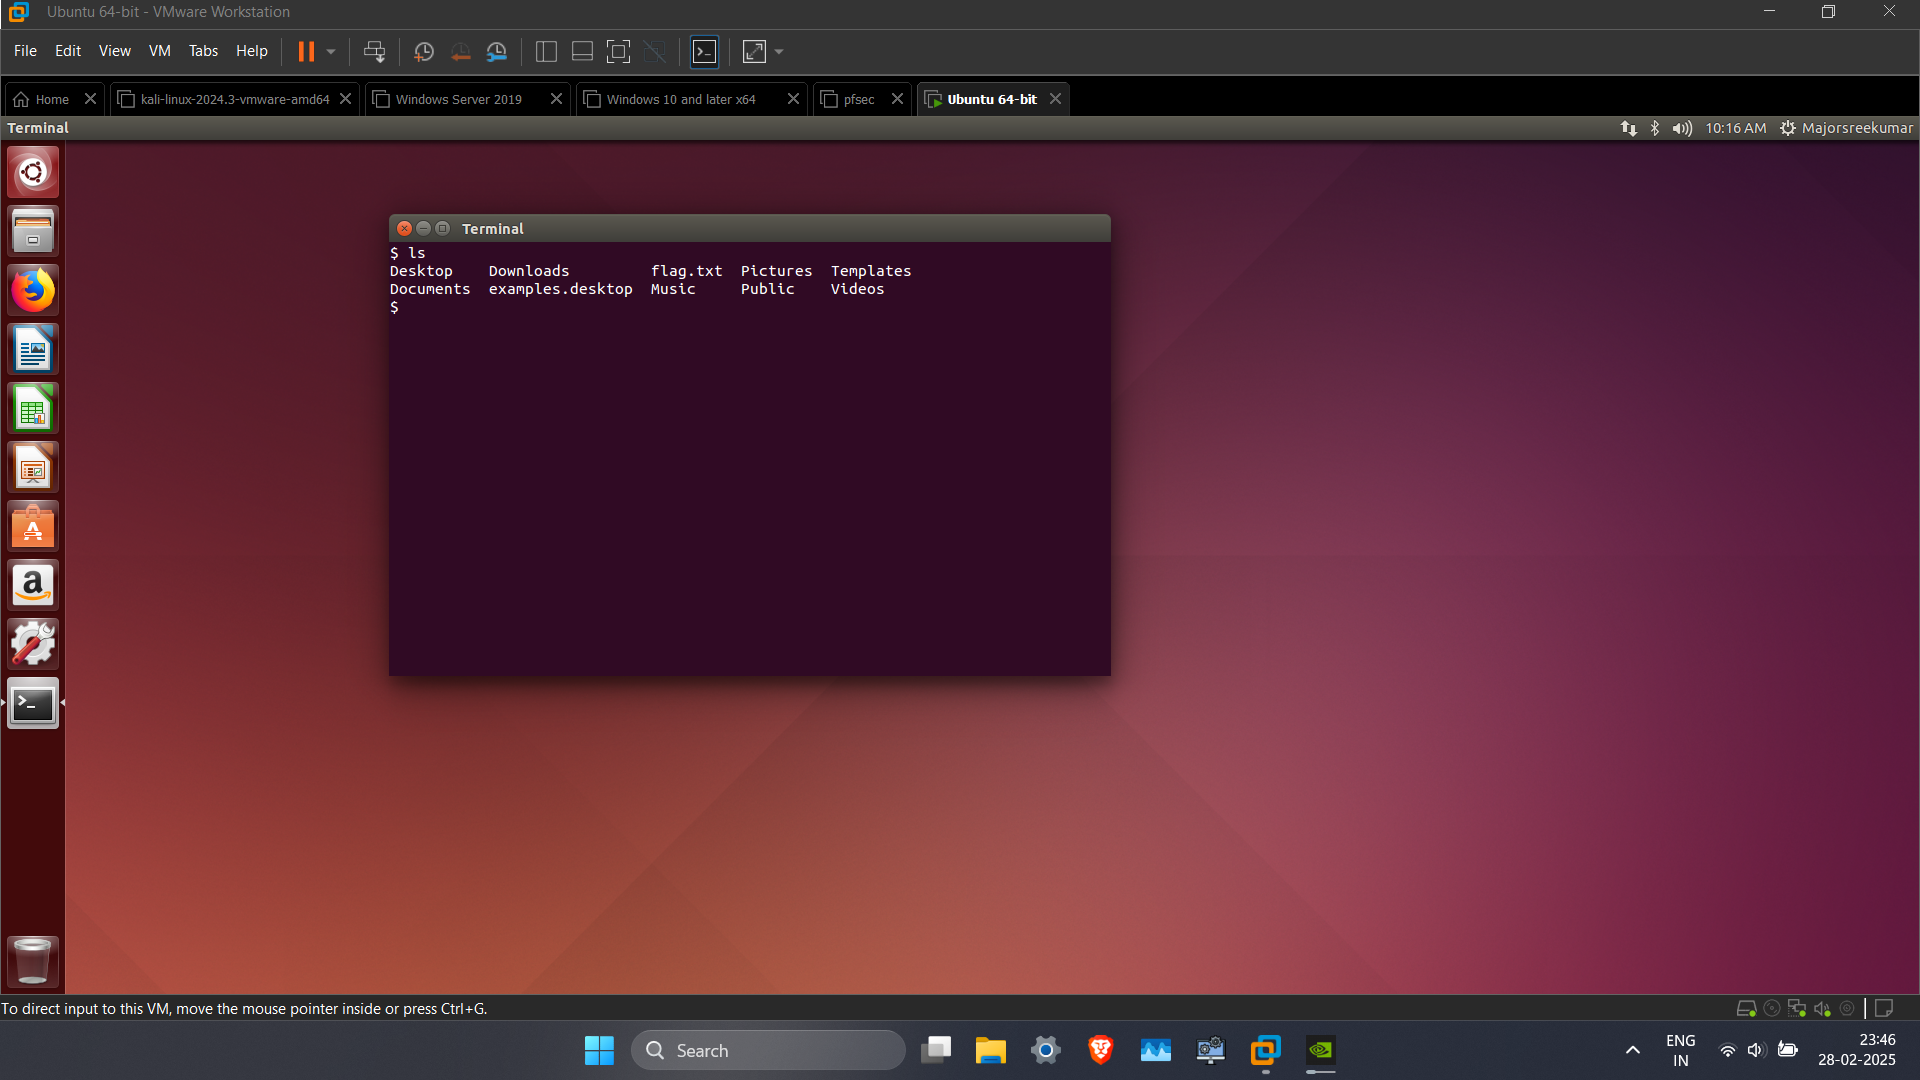 Ubuntu 64-bit - VMware Workstation
File Edit View VM Tabs Help
Home kali-linux-2024.3-vmware-amd64 Windows Server 2019 Windows 10 and later x64 pfsec Ubuntu 64-bit
Terminal 10:16 AM Majorsreekumar
Terminal
$ ls
Desktop Downloads flag.txt Pictures Templates
Documents examples.desktop Music Public Videos
$
To direct input to this VM, move the mouse pointer inside or press Ctrl+G.
Search
ENG
IN
23:46
28-02-2025